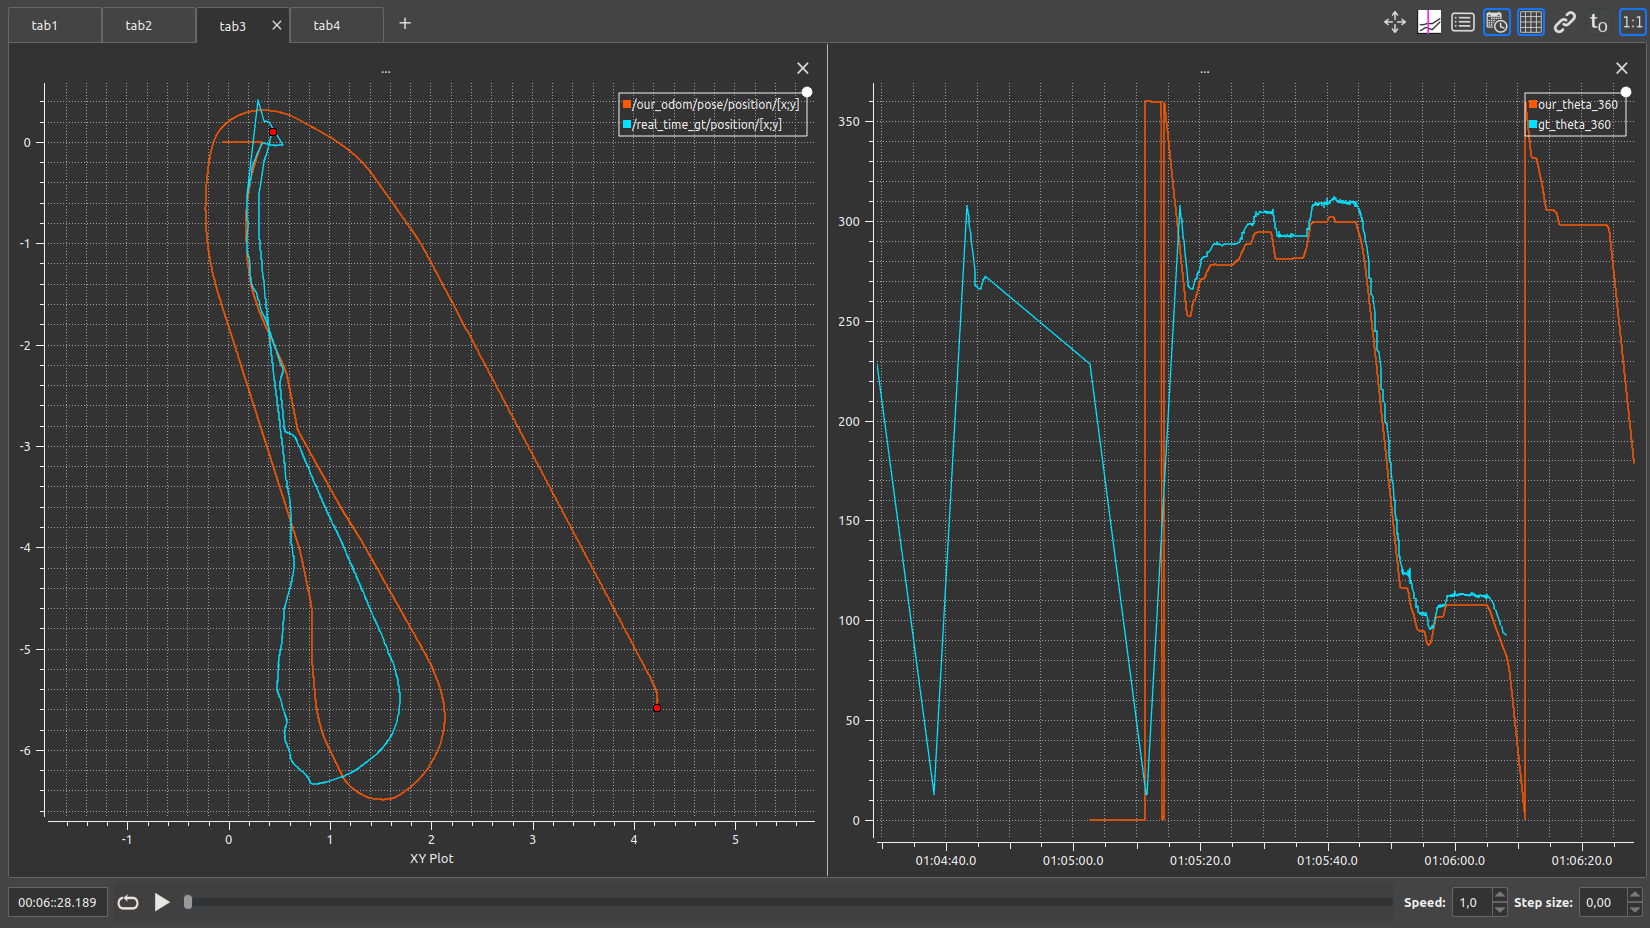 tab1
tab2
tab3
tab4
+
t0
1:1
...
/our_odom/pose/position/[x;y]
/real_time_gt/position/[x;y]
0
-1
-2
-3
-4
-5
-6
-1 0 1 2 3 4 5
XY Plot
...
our_theta_360
gt_theta_360
350
300
250
200
150
100
50
0
01:04:40.0 01:05:00.0 01:05:20.0 01:05:40.0 01:06:00.0 01:06:20.0
00:06::28.189
Speed: 1,0 Step size: 0,00